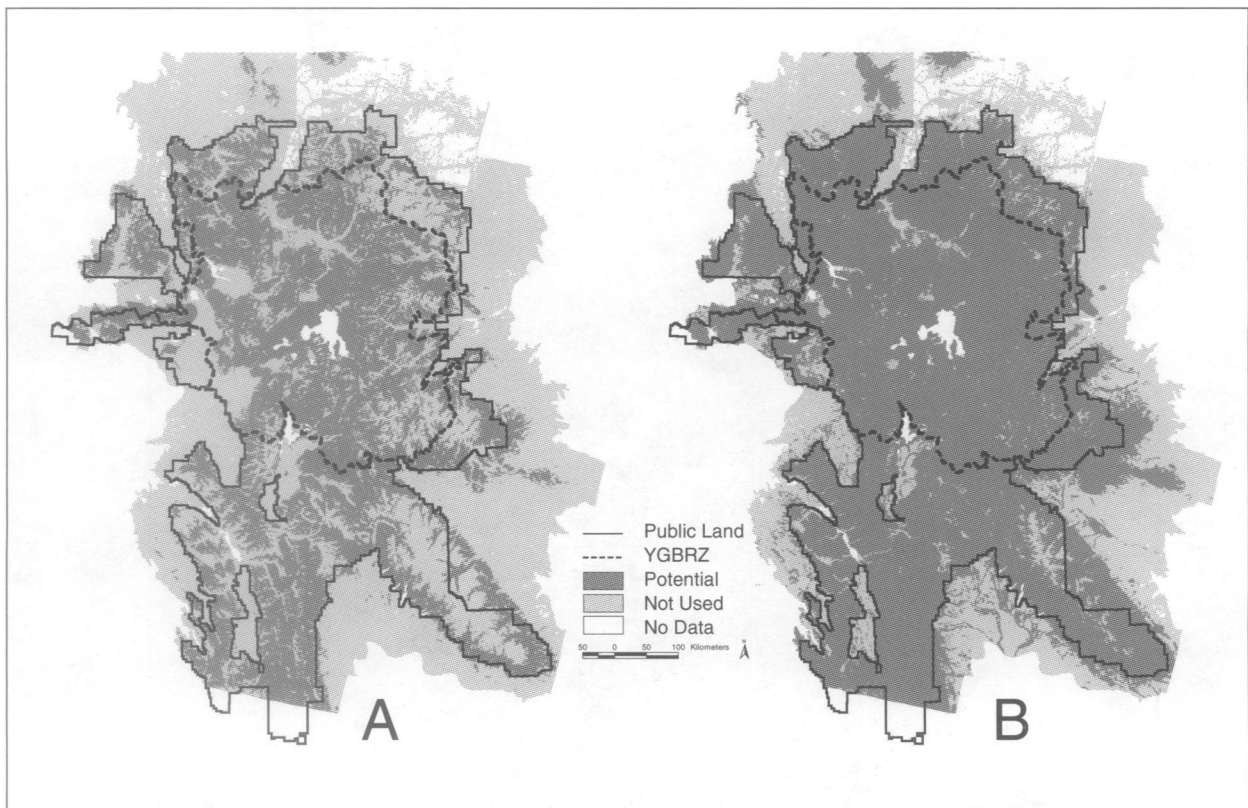 Public Land
YGBRZ
Potential
Not Used
No Data
50 0 50 100 Kilometers N
A
B